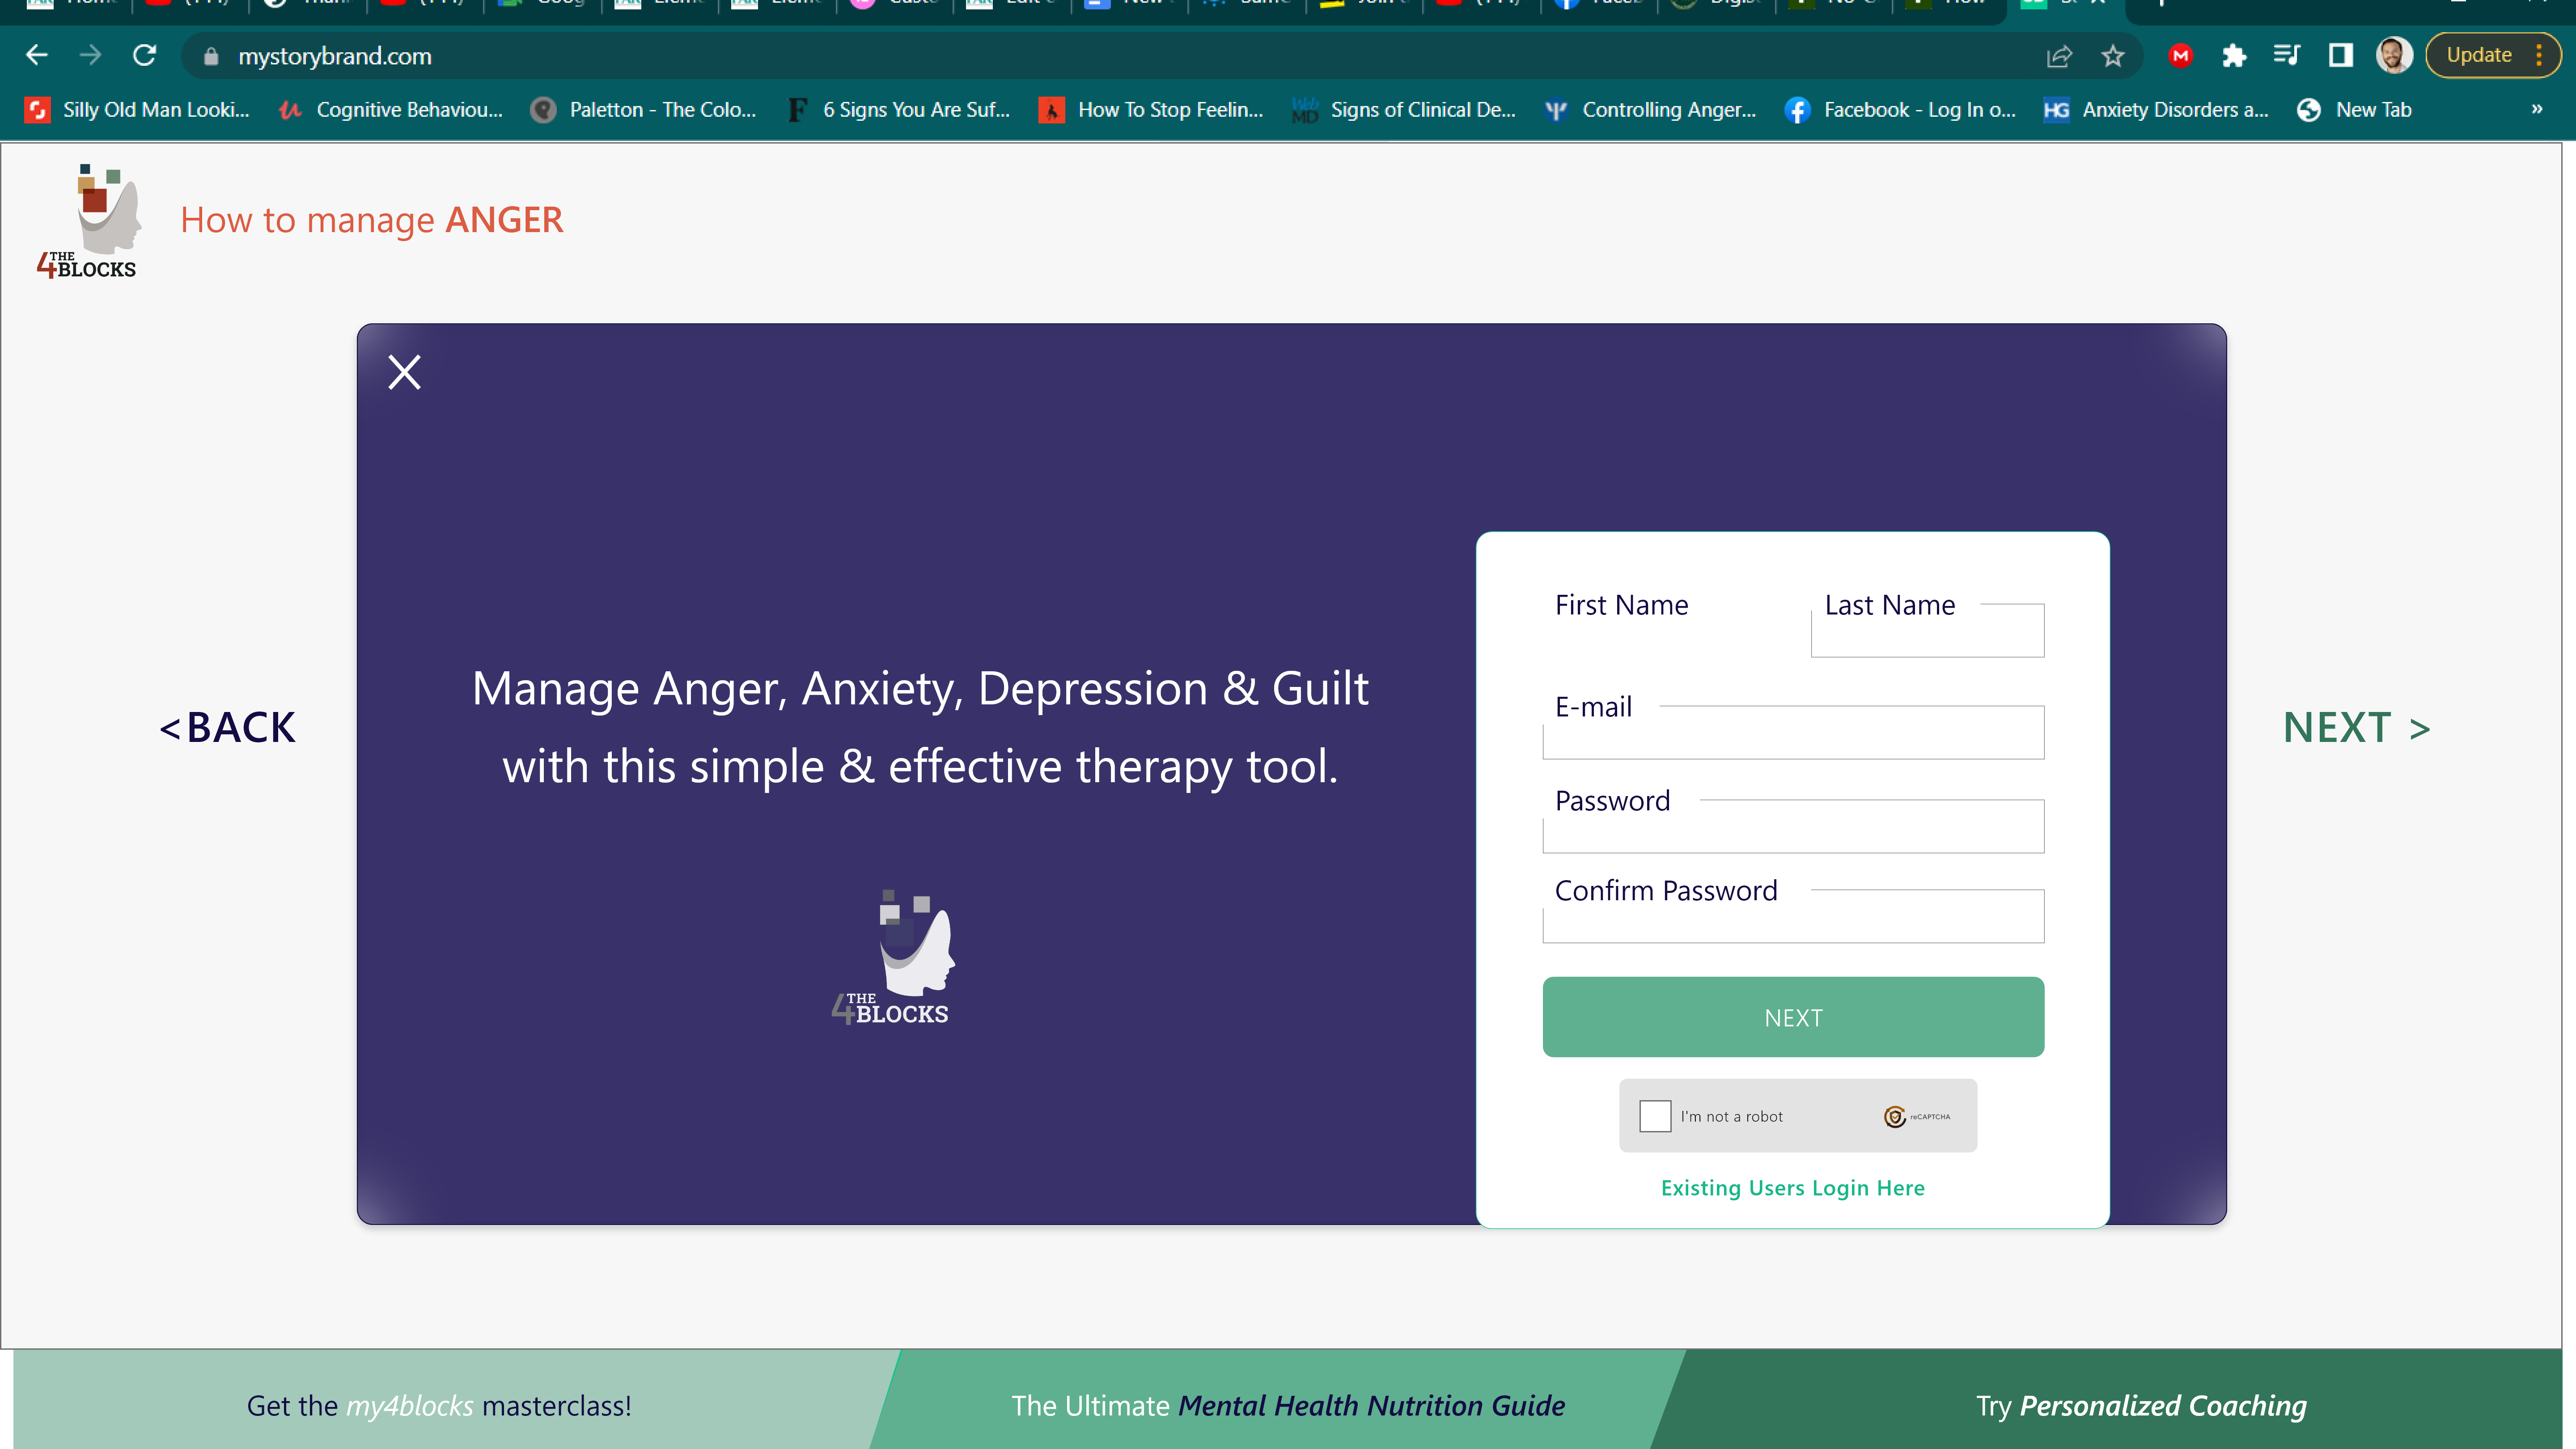 mystorybrand.com
Update
Silly Old Man Looki...
Cognitive Behaviou...
Paletton - The Colo...
6 Signs You Are Suf...
How To Stop Feelin...
Signs of Clinical De...
Controlling Anger...
Facebook - Log In o...
Anxiety Disorders a...
New Tab
»
4 THE BLOCKS
How to manage ANGER
<BACK
Manage Anger, Anxiety, Depression & Guilt
with this simple & effective therapy tool.
4 THE BLOCKS
First Name
Last Name
E-mail
Password
Confirm Password
NEXT
I'm not a robot
reCAPTCHA
Existing Users Login Here
NEXT >
Get the my4blocks masterclass!
The Ultimate Mental Health Nutrition Guide
Try Personalized Coaching